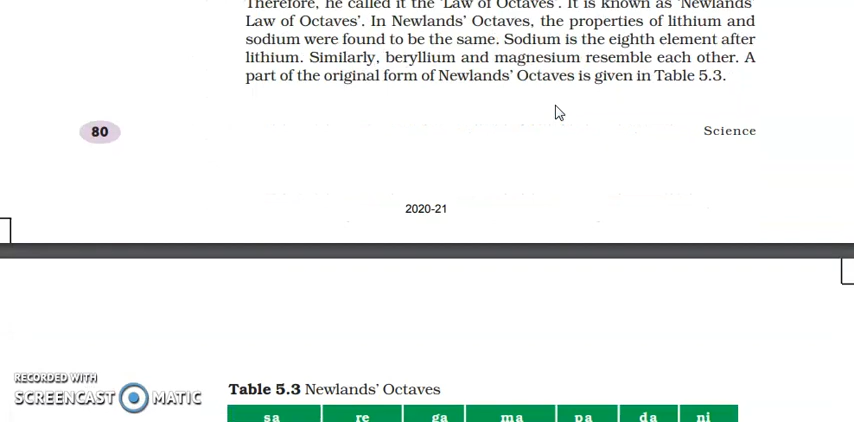 Therefore, he called it the 'Law of Octaves'. It is known as 'Newlands'
Law of Octaves'. In Newlands' Octaves, the properties of lithium and
sodium were found to be the same. Sodium is the eighth element after
lithium. Similarly, beryllium and magnesium resemble each other. A
part of the original form of Newlands' Octaves is given in Table 5.3.
80
Science
2020-21
RECORDED WITH
SCREENCAST MATIC
Table 5.3 Newlands' Octaves
sa re ga ma pa da ni